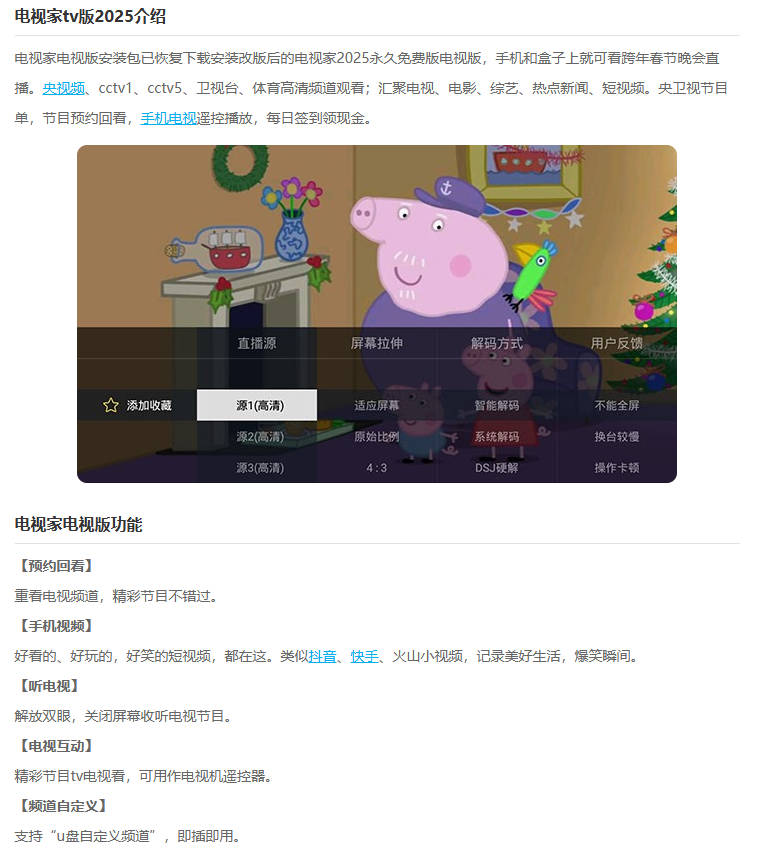 电视家tv版2025介绍
电视家电视版安装包已恢复下载安装改版后的电视家2025永久免费版电视版，手机和盒子上就可看跨年春节晚会直
播。央视频、cctv1、cctv5、卫视台、体育高清频道观看；汇聚电视、电影、综艺、热点新闻、短视频。央卫视节目
单，节目预约回看，手机电视遥控播放，每日签到领现金。
直播源 屏幕拉伸 解码方式 用户反馈
添加收藏 源1(高清) 适应屏幕 智能解码 不能全屏
源2(高清) 原始比例 系统解码 换台较慢
源3(高清) 4 : 3 DSJ硬解 操作卡顿
电视家电视版功能
【预约回看】
重看电视频道，精彩节目不错过。
【手机视频】
好看的、好玩的，好笑的短视频，都在这。类似抖音、快手、火山小视频，记录美好生活，爆笑瞬间。
【听电视】
解放双眼，关闭屏幕收听电视节目。
【电视互动】
精彩节目tv电视看，可用作电视机遥控器。
【频道自定义】
支持“u盘自定义频道”，即插即用。